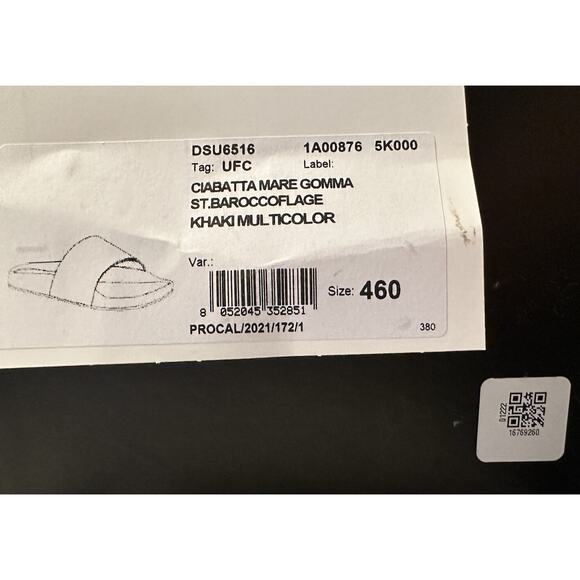 DSU6516 1A00876 5K000
Tag: UFC Label:
CIABATTA MARE GOMMA
ST.BAROCCOFLAGE
KHAKI MULTICOLOR
Var.:
Size: 460
8 052045 352851
PROCAL/2021/172/1 380
01222
16769260